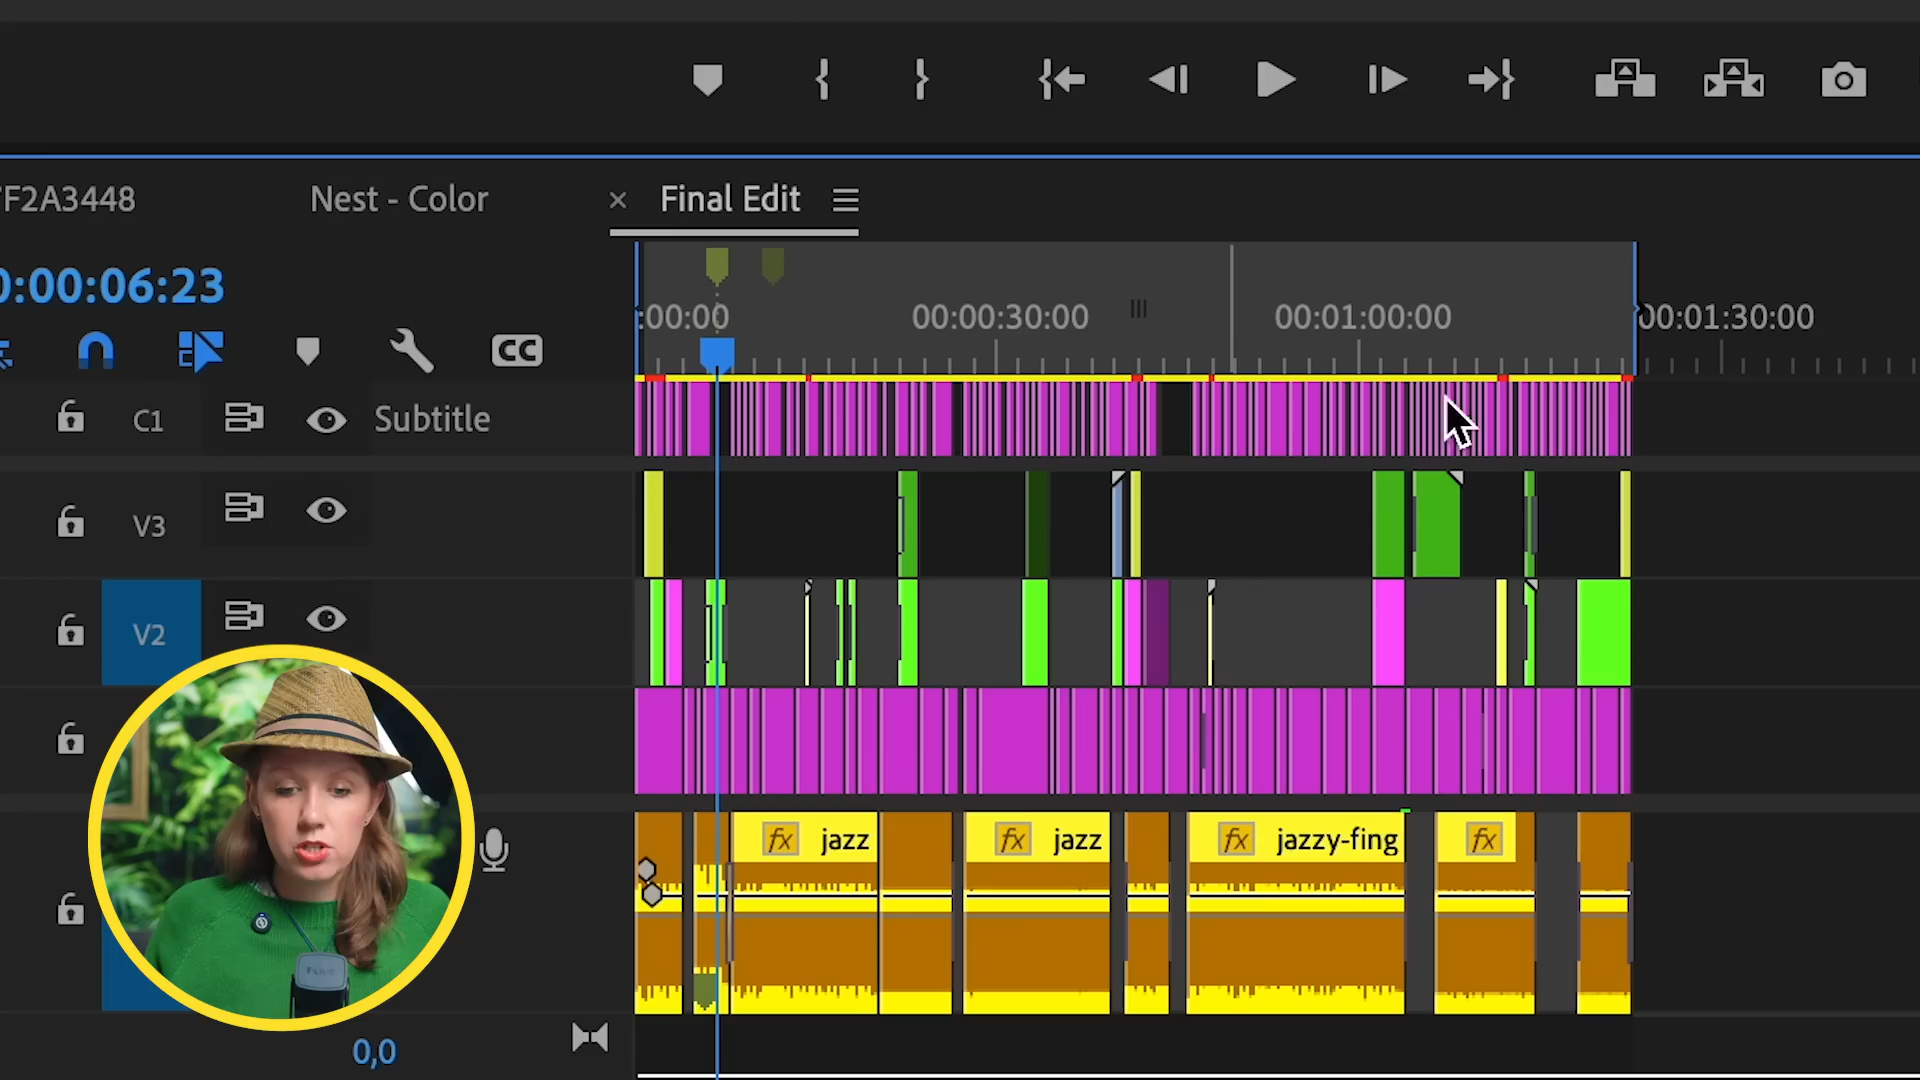 F2A3448
Nest - Color
Final Edit
0:00:06:23
:00:00
00:00:30:00
00:01:00:00
00:01:30:00
CC
C1
Subtitle
V3
V2
fx jazz
fx jazz
fx jazzy-fing
fx
0,0